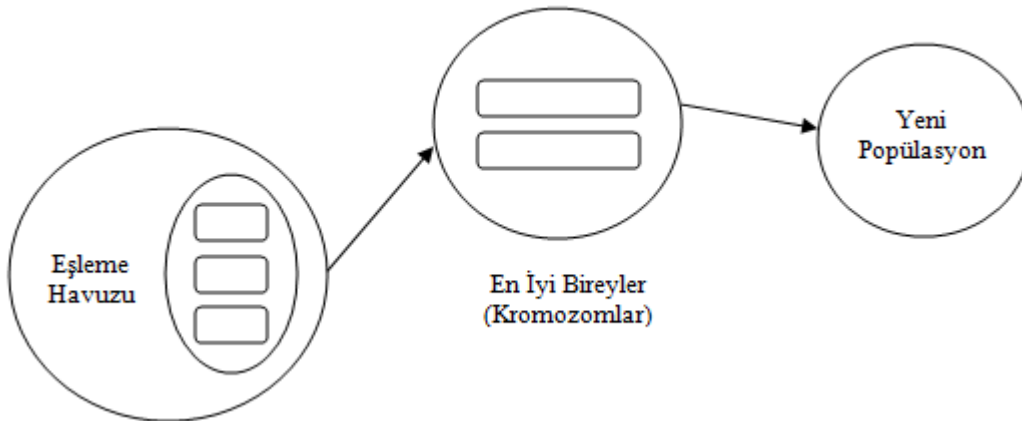 Eşleme
Havuzu
En İyi Bireyler
(Kromozomlar)
Yeni
Popülasyon